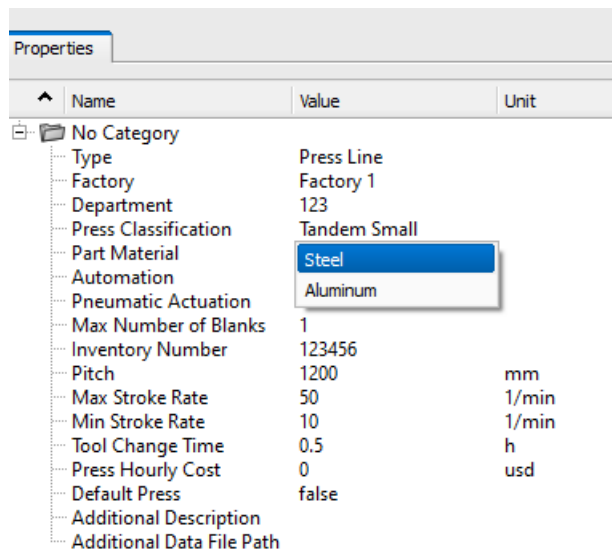 Properties
Name Value Unit
No Category
Type Press Line
Factory Factory 1
Department 123
Press Classification Tandem Small
Part Material Steel
Automation Aluminum
Pneumatic Actuation
Max Number of Blanks 1
Inventory Number 123456
Pitch 1200 mm
Max Stroke Rate 50 1/min
Min Stroke Rate 10 1/min
Tool Change Time 0.5 h
Press Hourly Cost 0 usd
Default Press false
Additional Description
Additional Data File Path